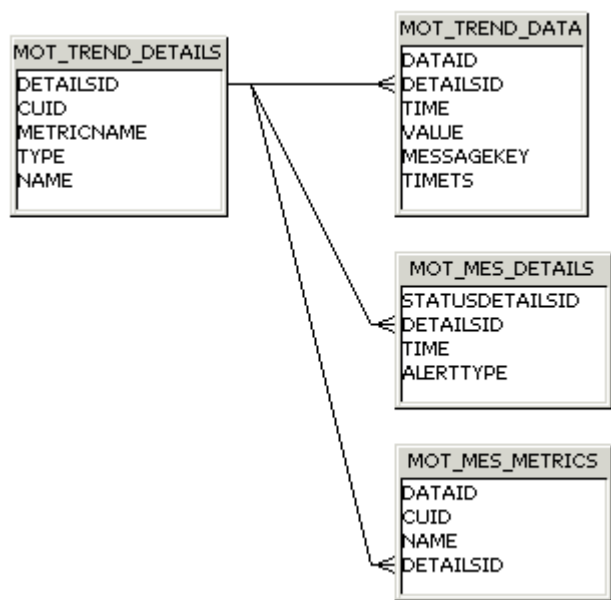 MOT_TREND_DETAILS
DETAILSID
CUID
METRICNAME
TYPE
NAME
MOT_TREND_DATA
DATAID
DETAILSID
TIME
VALUE
MESSAGEKEY
TIMETS
MOT_MES_DETAILS
STATUSDETAILSID
DETAILSID
TIME
ALERTTYPE
MOT_MES_METRICS
DATAID
CUID
NAME
DETAILSID